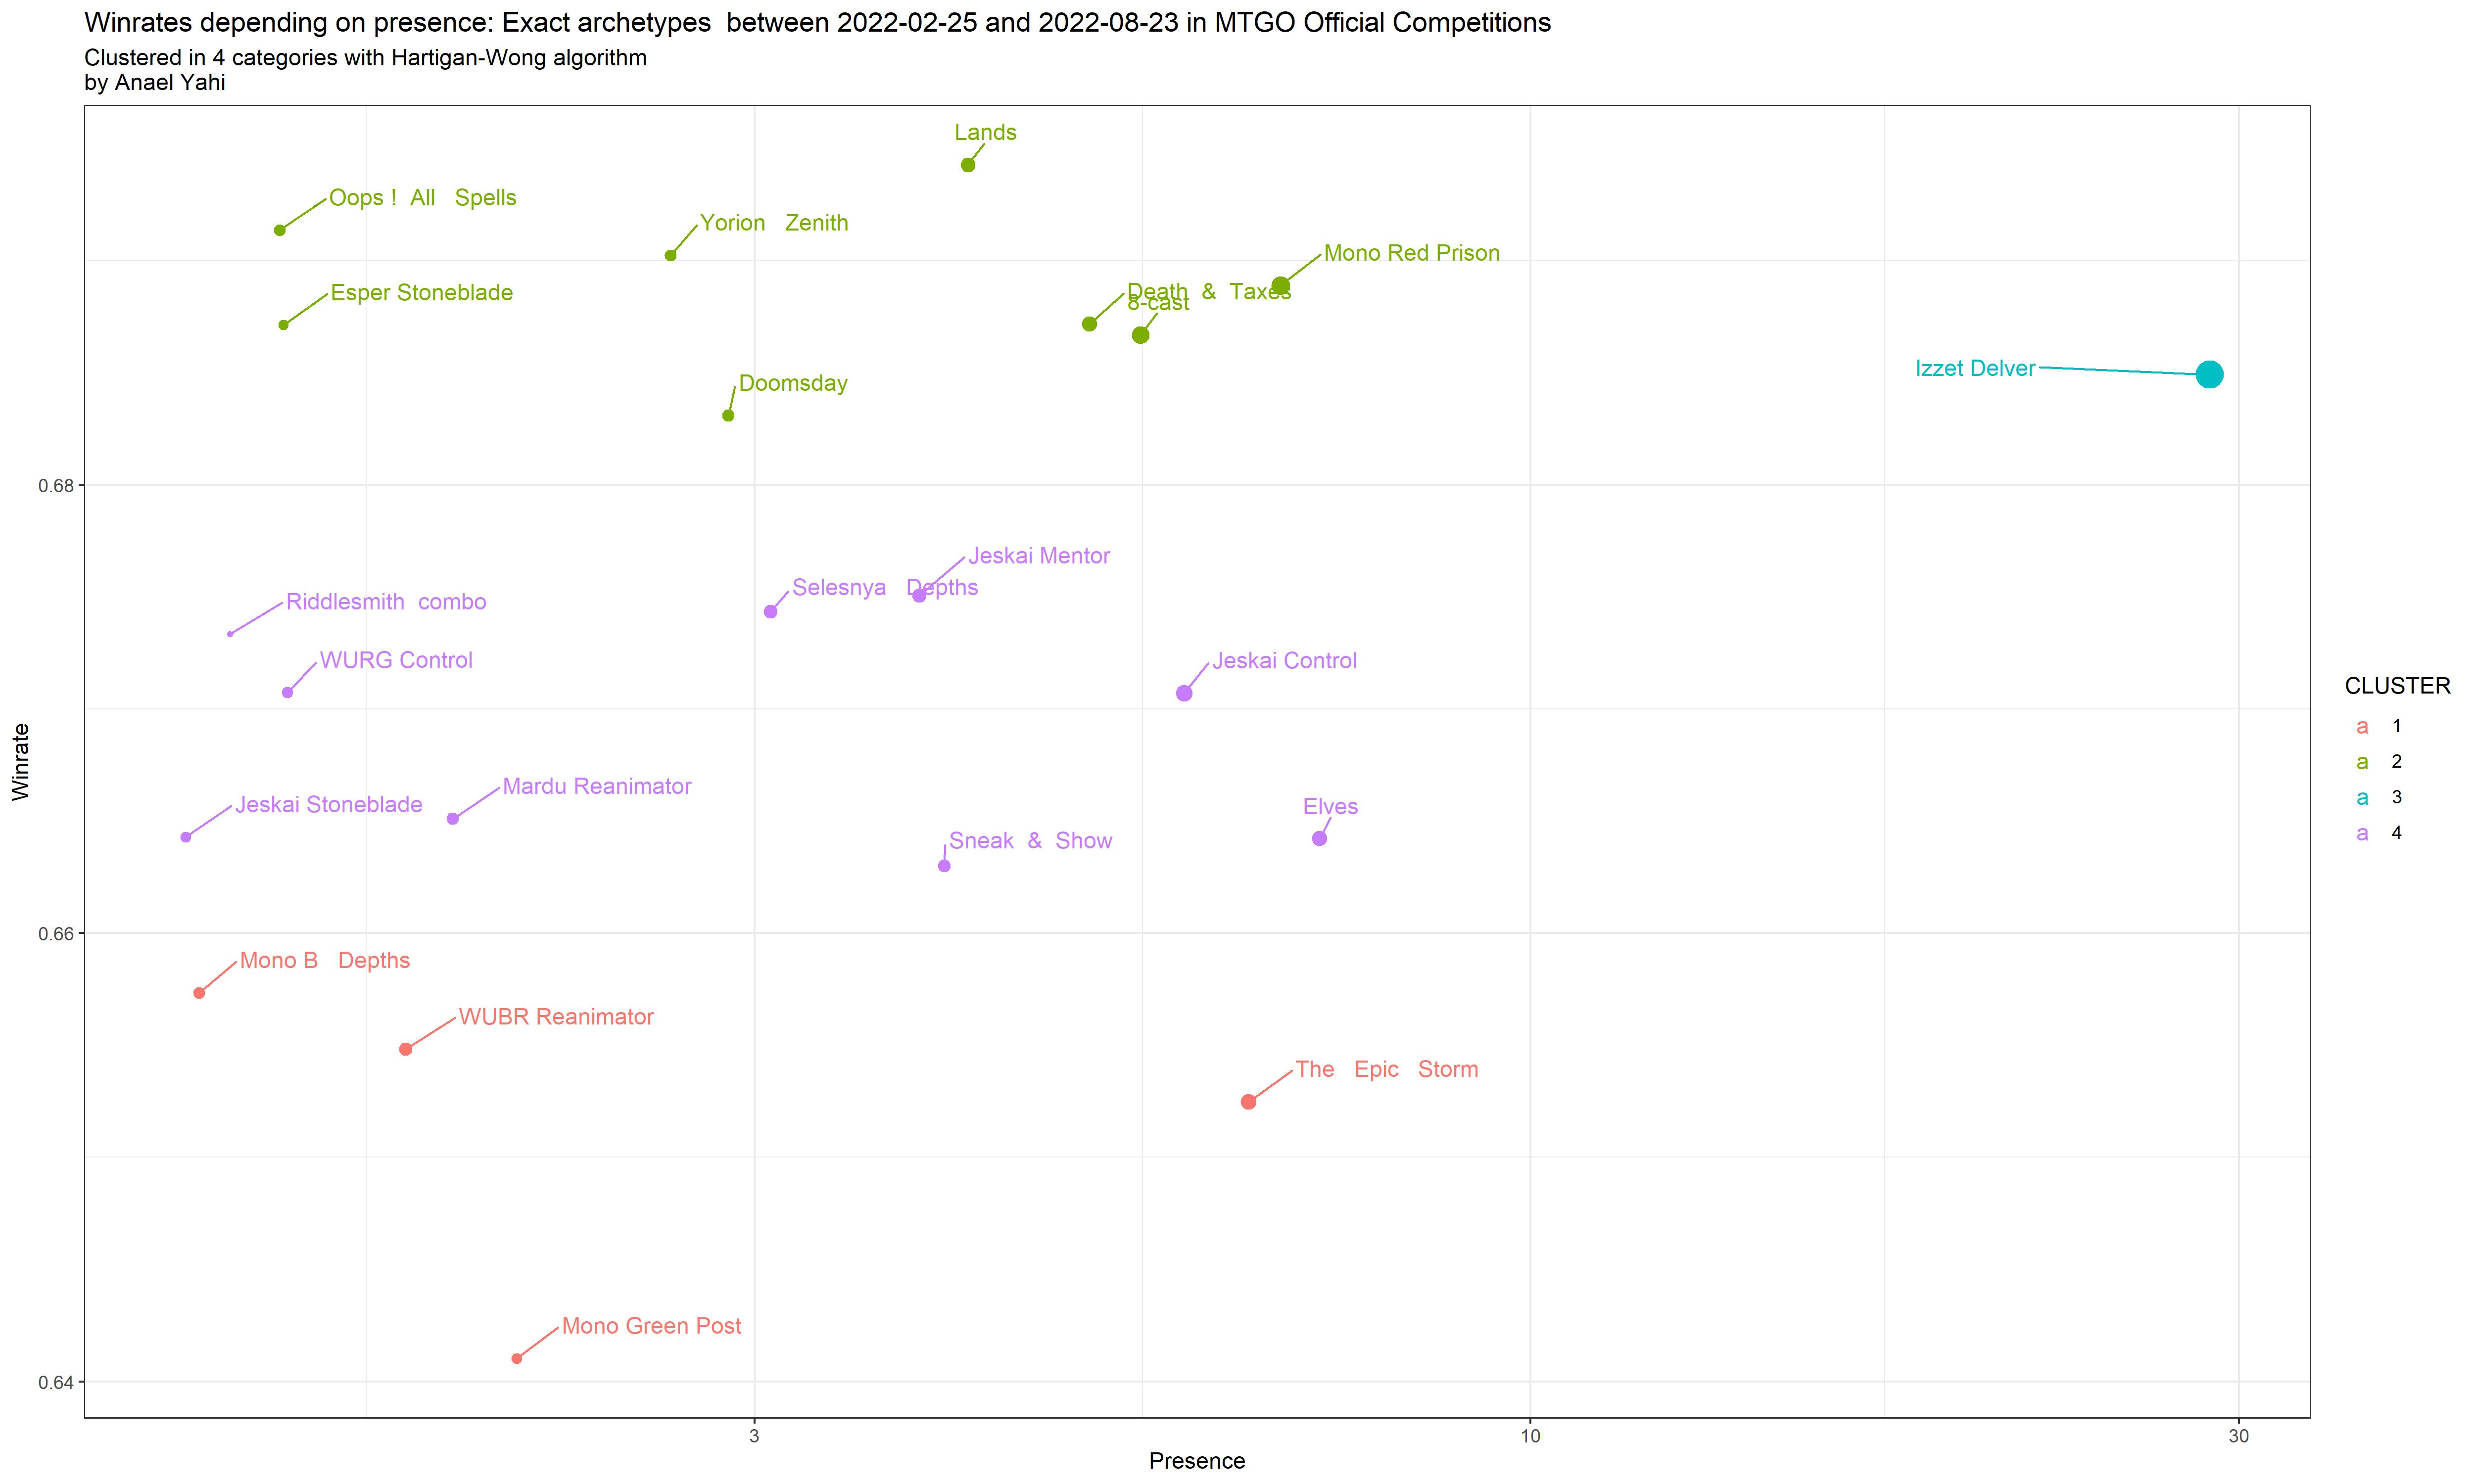 Winrates depending on presence: Exact archetypes  between 2022-02-25 and 2022-08-23 in MTGO Official Competitions
Clustered in 4 categories with Hartigan-Wong algorithm
by Anael Yahi
Lands
Oops !  All   Spells
Yorion   Zenith
Mono Red Prison
Esper Stoneblade
Death  &  Taxes
8-cast
Izzet Delver
Doomsday
0.68
Jeskai Mentor
Selesnya   Depths
Riddlesmith  combo
WURG Control
Jeskai Control
CLUSTER
a 1
a 2
a 3
a 4
Winrate
Mardu Reanimator
Jeskai Stoneblade
Elves
Sneak  &  Show
0.66
Mono B   Depths
WUBR Reanimator
The   Epic   Storm
Mono Green Post
0.64
3
10
30
Presence